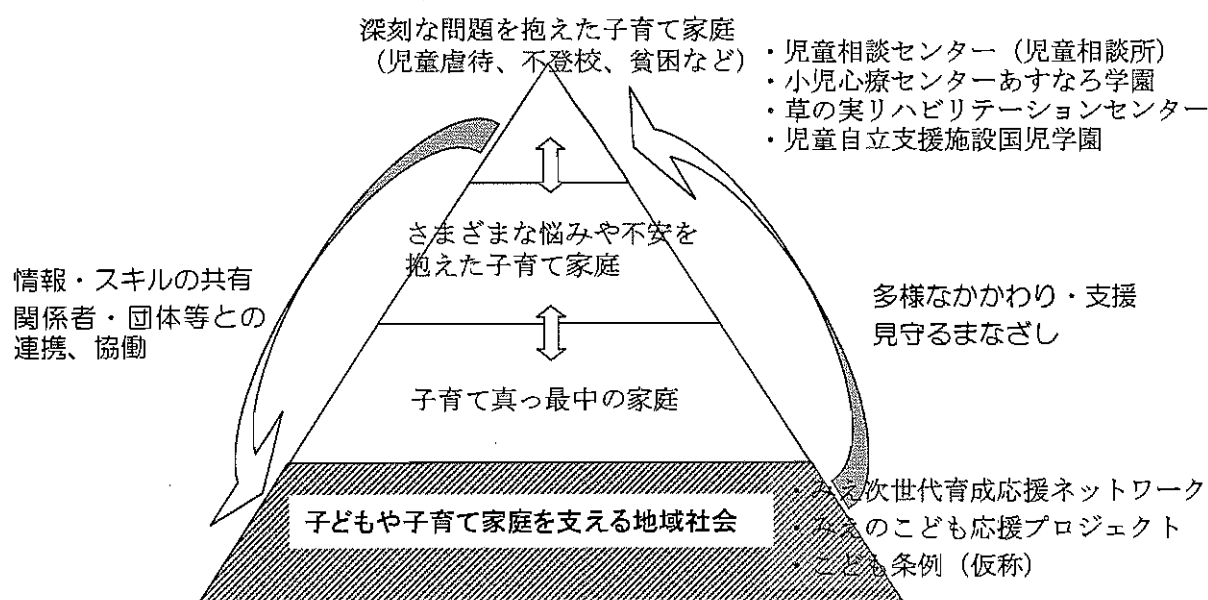 深刻な問題を抱えた子育て家庭
（児童虐待、不登校、貧困など）
・児童相談センター（児童相談所）
・小児心療センターあすなろ学園
・草の実リハビリテーションセンター
・児童自立支援施設国児学園
さまざまな悩みや不安を
抱えた子育て家庭
情報・スキルの共有
関係者・団体等との
連携、協働
多様なかかわり・支援
見守るまなざし
子育て真っ最中の家庭
子どもや子育て家庭を支える地域社会
・みえ次世代育成応援ネットワーク
・みえのこども応援プロジェクト
・こども条例（仮称）